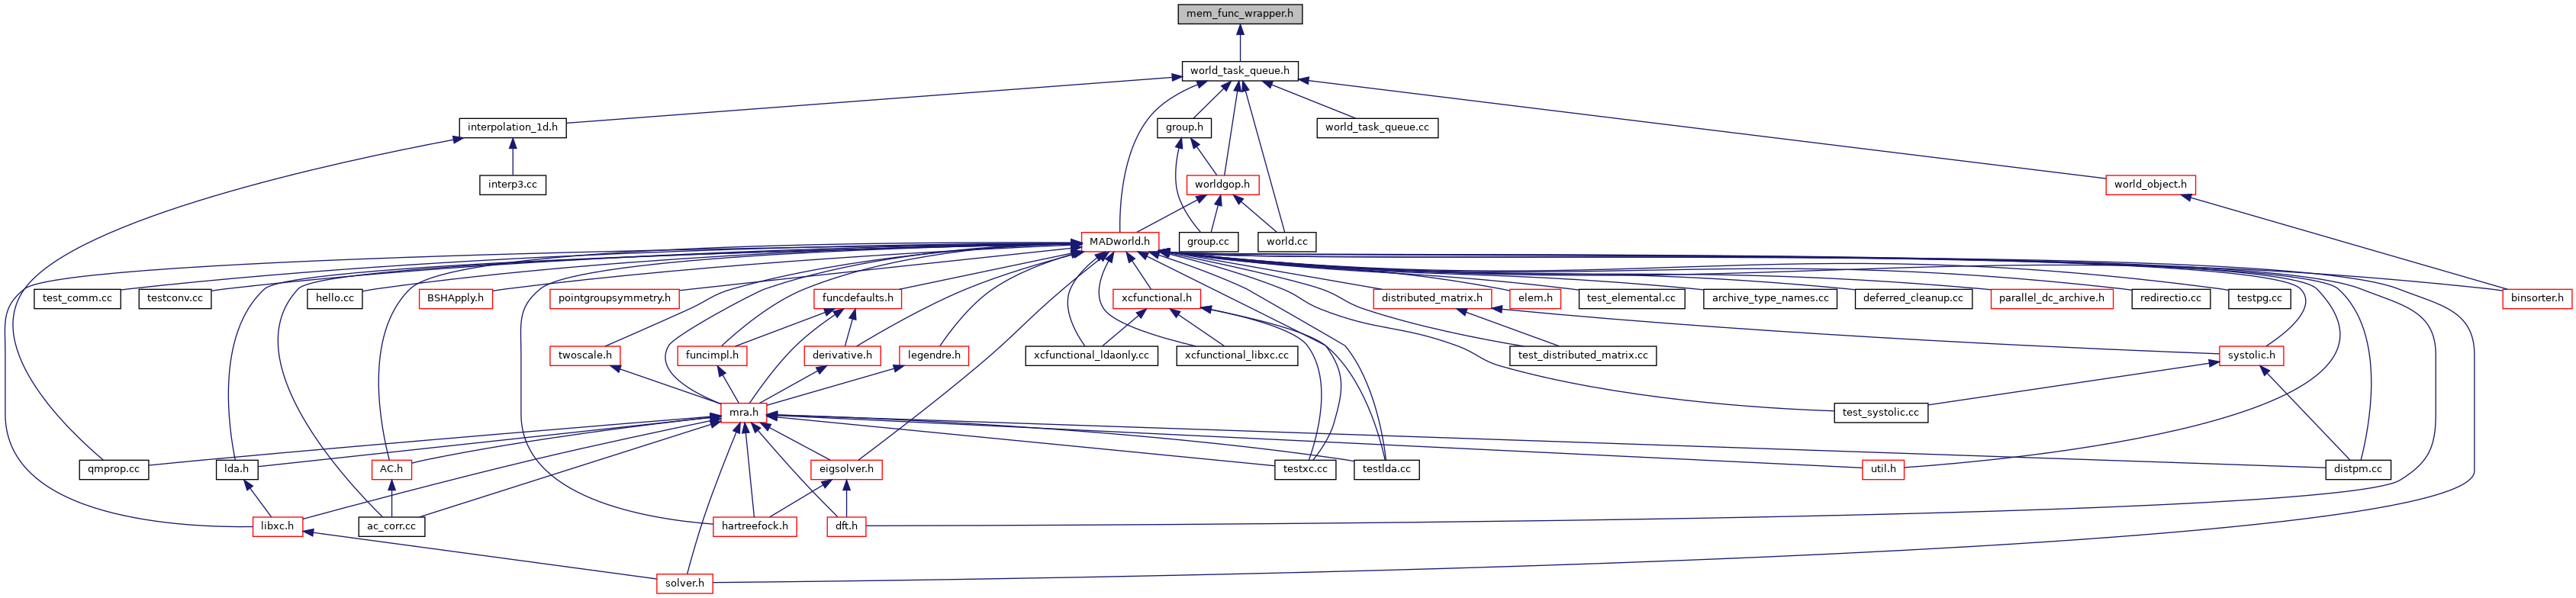 mem_func_wrapper.h
world_task_queue.h
interpolation_1d.h
group.h
world_task_queue.cc
interp3.cc
worldgop.h
world_object.h
MADworld.h
group.cc
world.cc
test_comm.cc
testconv.cc
hello.cc
BSHApply.h
pointgroupsymmetry.h
funcdefaults.h
xcfunctional.h
distributed_matrix.h
elem.h
test_elemental.cc
archive_type_names.cc
deferred_cleanup.cc
parallel_dc_archive.h
redirectio.cc
testpg.cc
binsorter.h
twoscale.h
funcimpl.h
derivative.h
legendre.h
xcfunctional_ldaonly.cc
xcfunctional_libxc.cc
test_distributed_matrix.cc
systolic.h
mra.h
test_systolic.cc
qmprop.cc
lda.h
AC.h
eigsolver.h
testxc.cc
testlda.cc
util.h
distpm.cc
libxc.h
ac_corr.cc
hartreefock.h
dft.h
solver.h